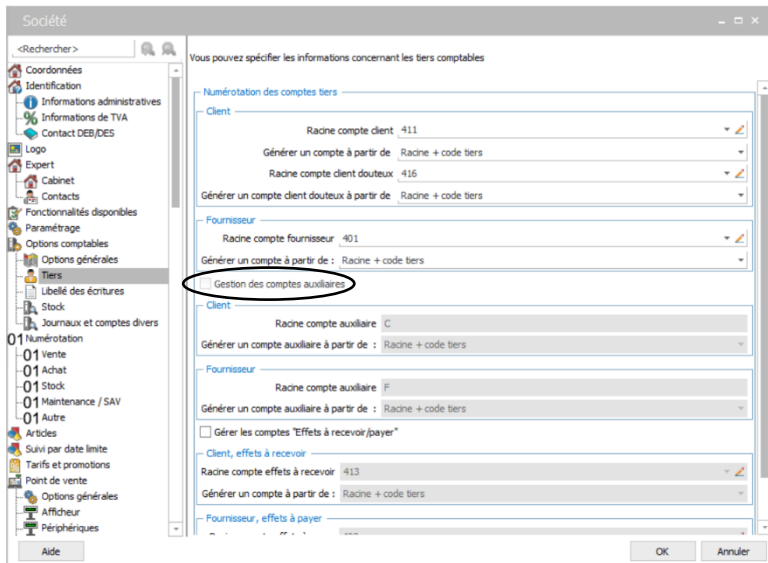 Société
<Rechercher>
Coordonnées
Identification
Informations administratives
Informations de TVA
Contact DEB/DES
Logo
Expert
Cabinet
Contacts
Fonctionnalités disponibles
Paramétrage
Options comptables
Options générales
Tiers
Libellé des écritures
Stock
Journaux et comptes divers
01 Numérotation
01 Vente
01 Achat
01 Stock
01 Maintenance / SAV
01 Autre
Articles
Suivi par date limite
Tarifs et promotions
Point de vente
Options générales
Afficheur
Périphériques
Vous pouvez spécifier les informations concernant les tiers comptables
Numérotation des comptes tiers
Client
Racine compte client 411
Générer un compte à partir de Racine + code tiers
Racine compte client douteux 416
Générer un compte client douteux à partir de Racine + code tiers
Fournisseur
Racine compte fournisseur 401
Générer un compte à partir de : Racine + code tiers
Gestion des comptes auxiliaires
Client
Racine compte auxiliaire C
Générer un compte auxiliaire à partir de : Racine + code tiers
Fournisseur
Racine compte auxiliaire F
Générer un compte auxiliaire à partir de : Racine + code tiers
Gérer les comptes "Effets à recevoir/payer"
Client, effets à recevoir
Racine compte effets à recevoir 413
Générer un compte à partir de : Racine + code tiers
Fournisseur, effets à payer
Aide
OK
Annuler